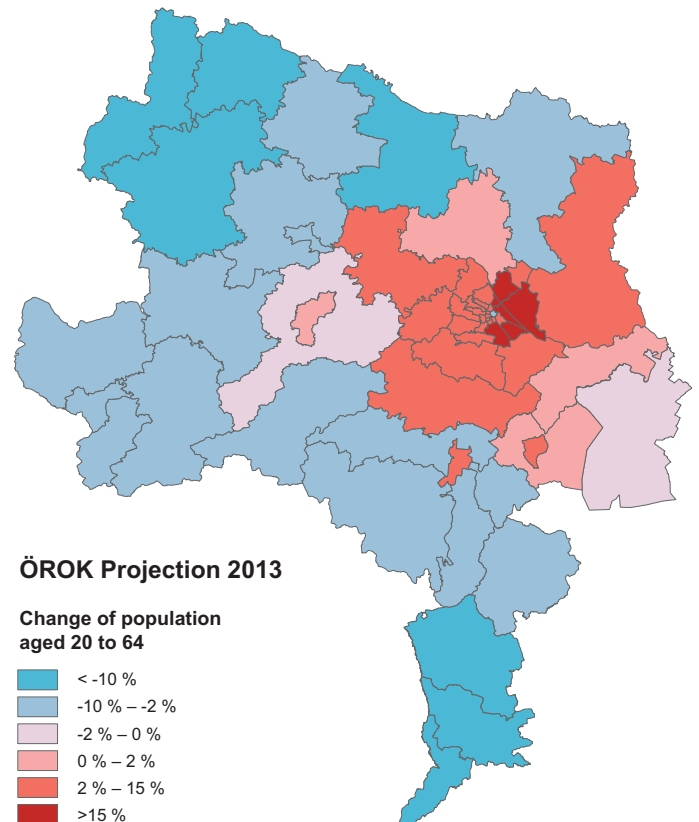 ÖROK Projection 2013
Change of population
aged 20 to 64
< -10 %
-10 % – -2 %
-2 % – 0 %
0 % – 2 %
2 % – 15 %
>15 %